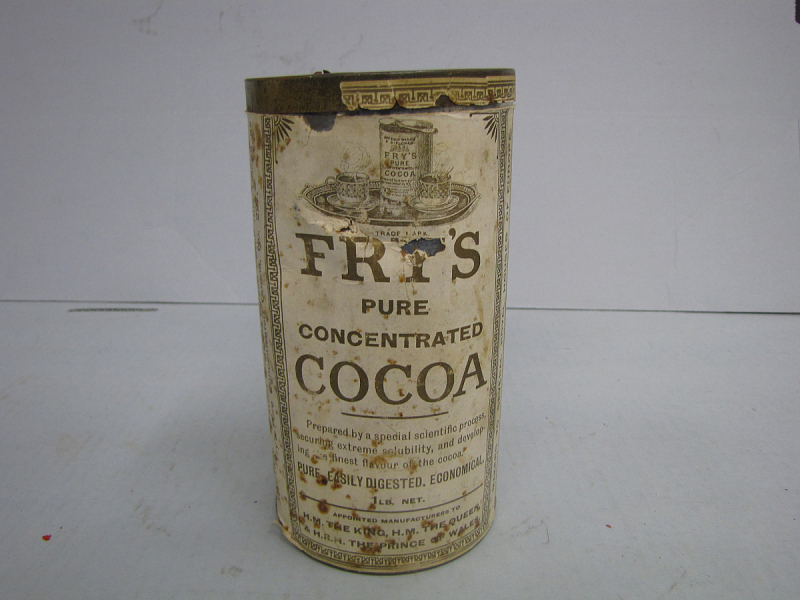 FRY'S
PURE
COCOA
TRADE MARK
FRY'S
PURE
CONCENTRATED
COCOA
Prepared by a special scientific process,
securing extreme solubility, and develop-
ing finest flavour of the cocoa.
PURE, EASILY DIGESTED. ECONOMICAL.
1LB. NET.
APPOINTED MANUFACTURERS TO
H.M. THE KING, H.M. THE QUEEN,
& H.R.H. THE PRINCE OF WALES